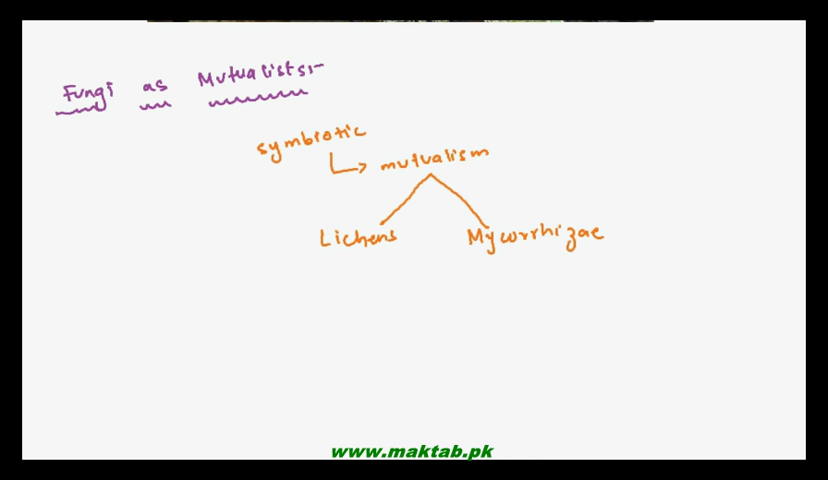 Fungi as Mutualists:-
symbiotic
mutualism
Lichens Mycorrhizae
www.maktab.pk